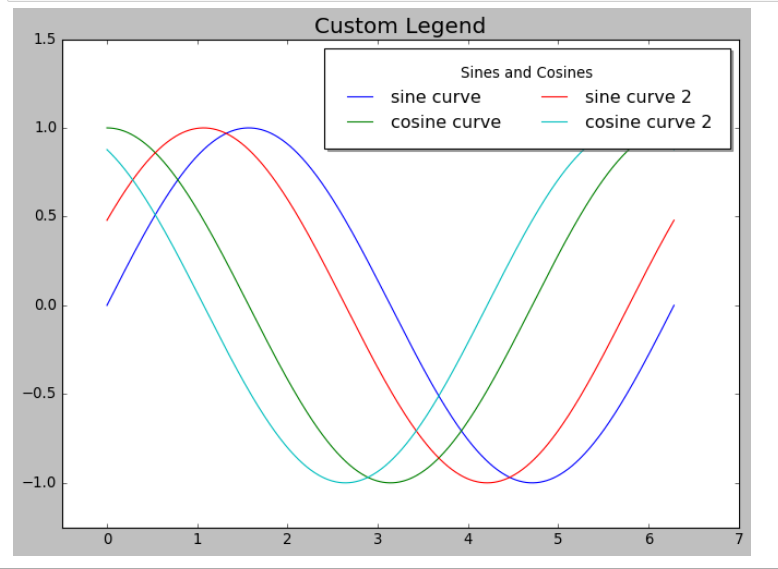 Custom Legend
1.5
1.0
0.5
0.0
−0.5
−1.0
Sines and Cosines
sine curve sine curve 2
cosine curve cosine curve 2
0 1 2 3 4 5 6 7